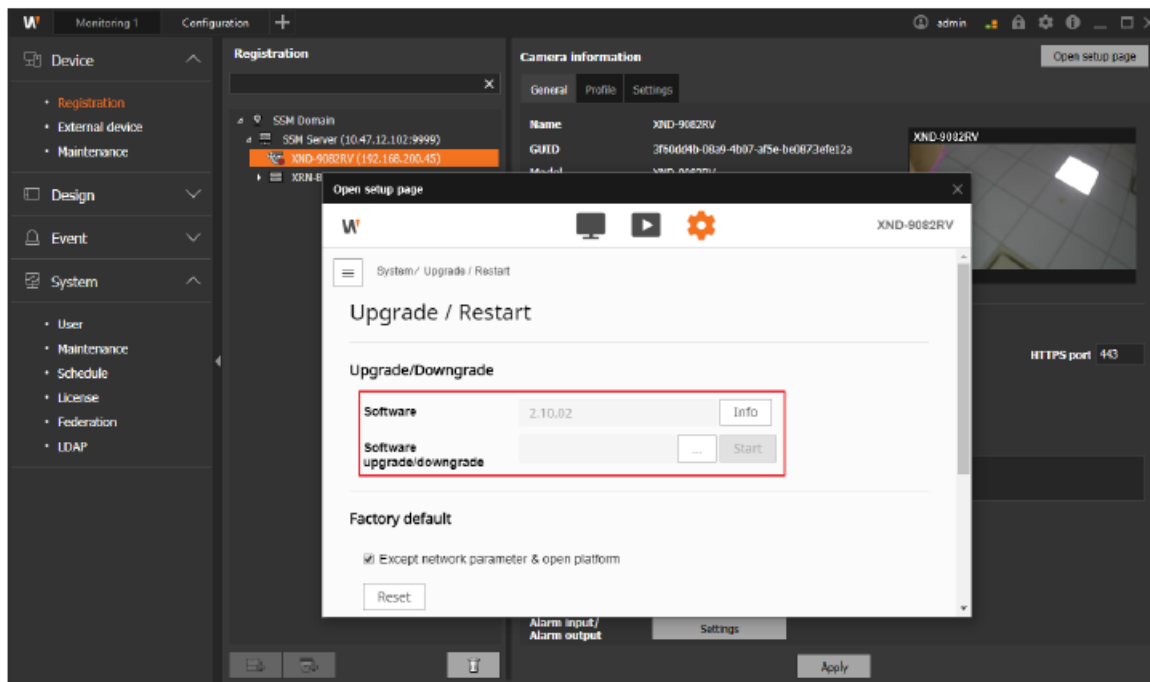 Monitoring 1
Configuration
admin
Device
Registration
External device
Maintenance
Design
Event
System
User
Maintenance
Schedule
License
Federation
LDAP
Registration
SSM Domain
SSM Server (10.47.12.102:9999)
XND-9082RV (192.168.200.45)
XRN-8
Camera information
Open setup page
General
Profile
Settings
Name
XND-9082RV
GUID
3f60dd4b-08a9-4b07-af5e-be0873efe12a
XND-9082RV
HTTPS port
443
Open setup page
XND-9082RV
System/ Upgrade / Restart
Upgrade / Restart
Upgrade/Downgrade
Software
2.10.02
Info
Software
upgrade/downgrade
...
Start
Factory default
Except network parameter & open platform
Reset
Alarm input/
Alarm output
Settings
Apply